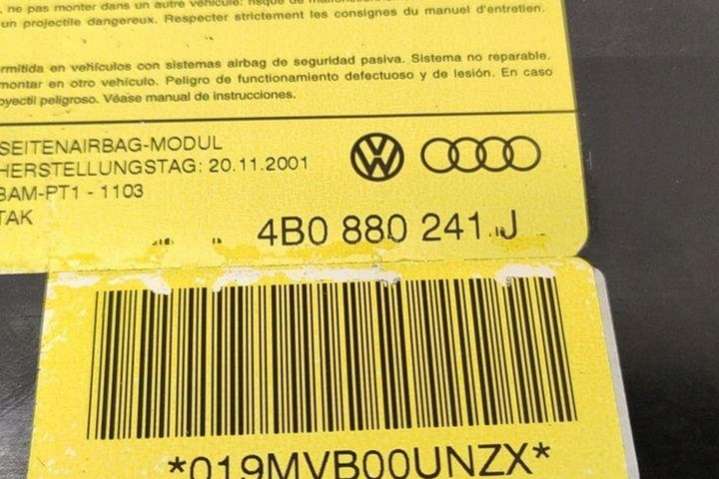 ne pas monter dans un autre véhicule: risque de
un projectile dangereux. Respecter strictement les consignes du manuel d'entretien.
rmitida en vehículos con sistemas airbag de seguridad pasiva. Sistema no reparable.
montar en otro vehículo. Peligro de funcionamiento defectuoso y de lesión. En caso
oyectil peligroso. Véase manual de instrucciones.
SEITENAIRBAG-MODUL
HERSTELLUNGSTAG: 20.11.2001
BAM-PT1 - 1103
TAK
VW
4B0 880 241 J
*019MVB00UNZX*